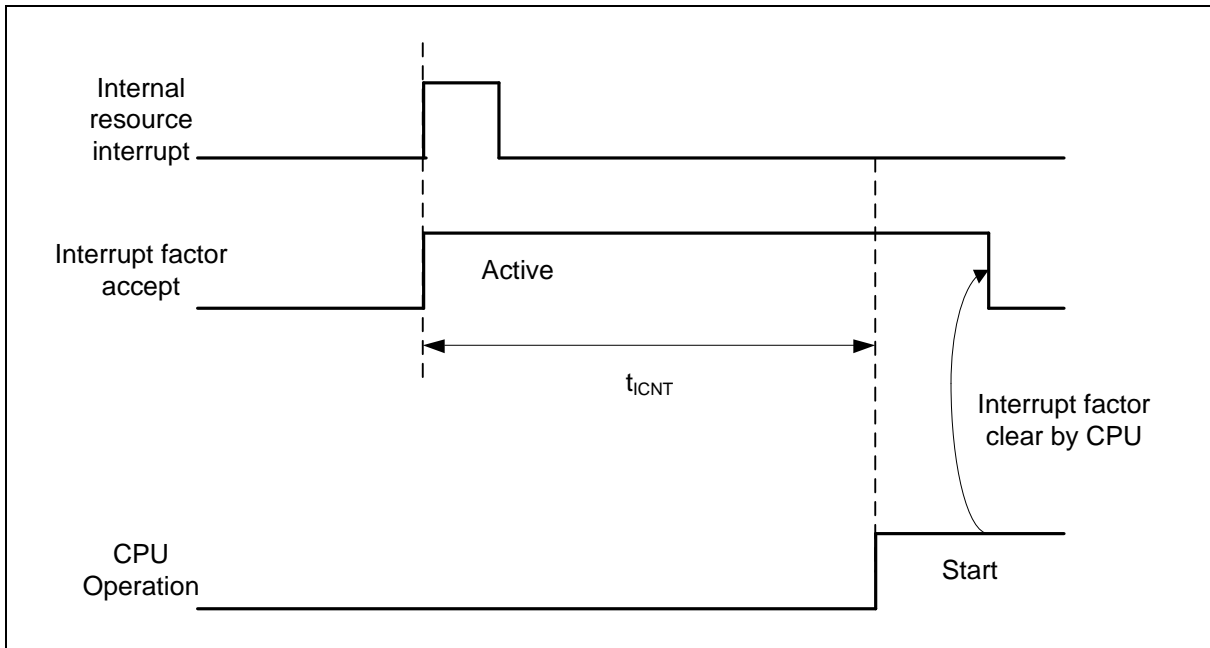 Internal
resource
interrupt
Interrupt factor
accept
Active
tICNT
Interrupt factor
clear by CPU
CPU
Operation
Start